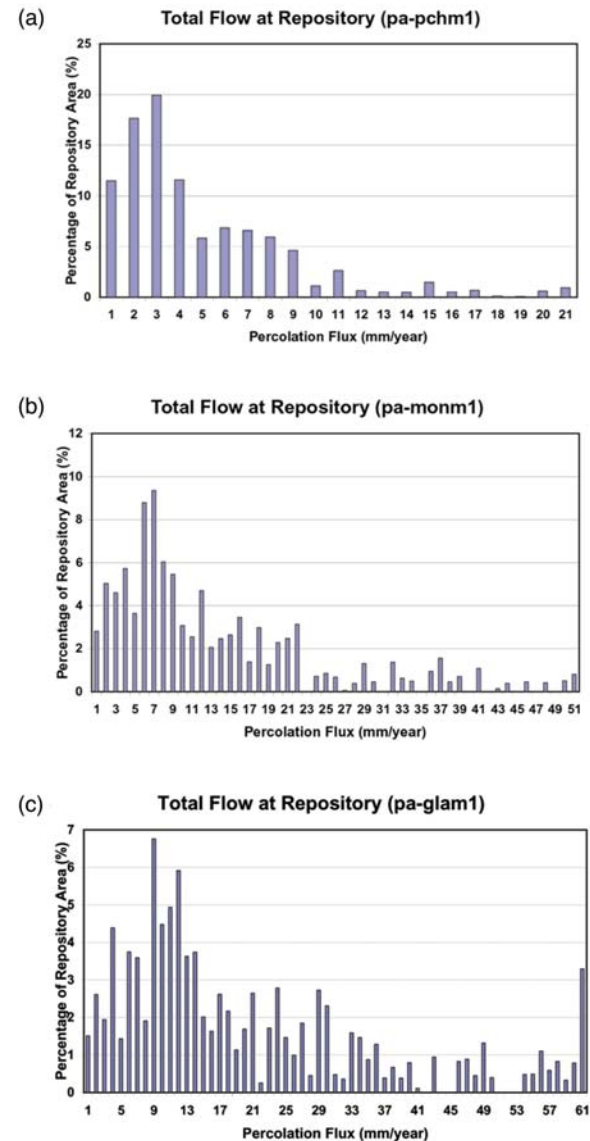 (a)
Total Flow at Repository (pa-pchm1)
Percentage of Repository Area (%)
25
20
15
10
5
0
1 2 3 4 5 6 7 8 9 10 11 12 13 14 15 16 17 18 19 20 21
Percolation Flux (mm/year)
(b)
Total Flow at Repository (pa-monm1)
Percentage of Repository Area (%)
12
10
8
6
4
2
0
1 3 5 7 9 11 13 15 17 19 21 23 25 27 29 31 33 35 37 39 41 43 45 47 49 51
Percolation Flux (mm/year)
(c)
Total Flow at Repository (pa-glam1)
Percentage of Repository Area (%)
7
6
5
4
3
2
1
0
1 5 9 13 17 21 25 29 33 37 41 45 49 53 57 61
Percolation Flux (mm/year)